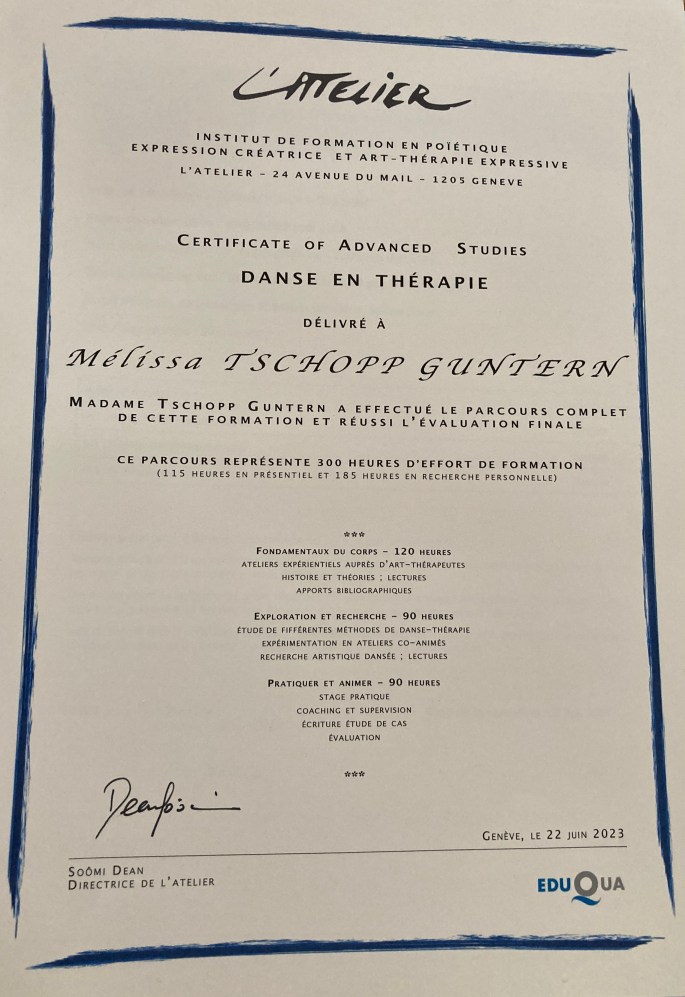 L'ATELIER
INSTITUT DE FORMATION EN POÏÉTIQUE
EXPRESSION CRÉATRICE ET ART-THÉRAPIE EXPRESSIVE
L'ATELIER – 24 AVENUE DU MAIL – 1205 GENEVE
CERTIFICATE OF ADVANCED STUDIES
DANSE EN THÉRAPIE
DÉLIVRÉ À
Mélissa TSCHOPP GUNTERN
MADAME TSCHOPP GUNTERN A EFFECTUÉ LE PARCOURS COMPLET
DE CETTE FORMATION ET RÉUSSI L'ÉVALUATION FINALE
CE PARCOURS REPRÉSENTE 300 HEURES D'EFFORT DE FORMATION
(115 HEURES EN PRÉSENTIEL ET 185 HEURES EN RECHERCHE PERSONNELLE)
***
FONDAMENTAUX DU CORPS – 120 HEURES
ATELIERS EXPÉRIENTIELS AUPRÈS D'ART-THÉRAPEUTES
HISTOIRE ET THÉORIES ; LECTURES
APPORTS BIBLIOGRAPHIQUES
EXPLORATION ET RECHERCHE – 90 HEURES
ÉTUDE DE FIFFÉRENTES MÉTHODES DE DANSE-THÉRAPIE
EXPÉRIMENTATION EN ATELIERS CO-ANIMÉS
RECHERCHE ARTISTIQUE DANSÉE ; LECTURES
PRATIQUER ET ANIMER – 90 HEURES
STAGE PRATIQUE
COACHING ET SUPERVISION
ÉCRITURE ÉTUDE DE CAS
ÉVALUATION
***
GENÈVE, LE 22 JUIN 2023
SOÔMI DEAN
DIRECTRICE DE L'ATELIER
EDUQUA